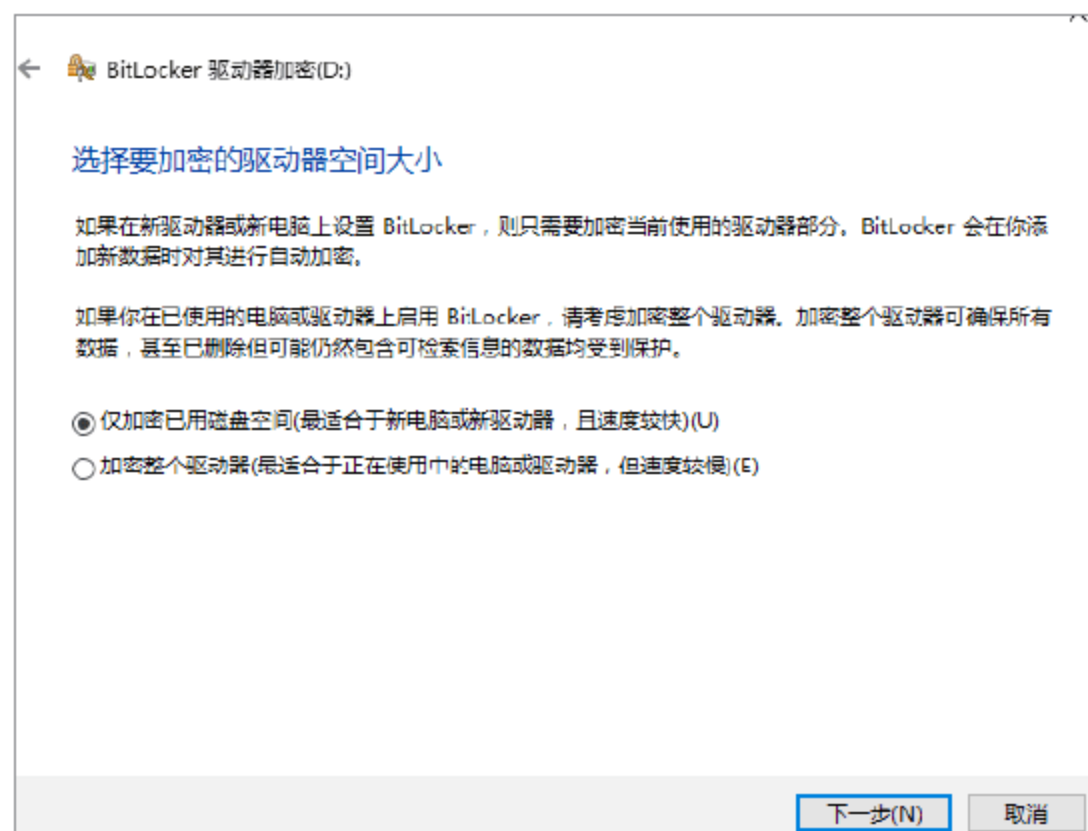 BitLocker 驱动器加密(D:)
选择要加密的驱动器空间大小
如果在新驱动器或新电脑上设置 BitLocker，则只需要加密当前使用的驱动器部分。BitLocker 会在你添
加新数据时对其进行自动加密。
如果你在已使用的电脑或驱动器上启用 BitLocker，请考虑加密整个驱动器。加密整个驱动器可确保所有
数据，甚至已删除但可能仍然包含可检索信息的数据均受到保护。
仅加密已用磁盘空间(最适合于新电脑或新驱动器，且速度较快)(U)
加密整个驱动器(最适合于正在使用中的电脑或驱动器，但速度较慢)(E)
下一步(N)
取消